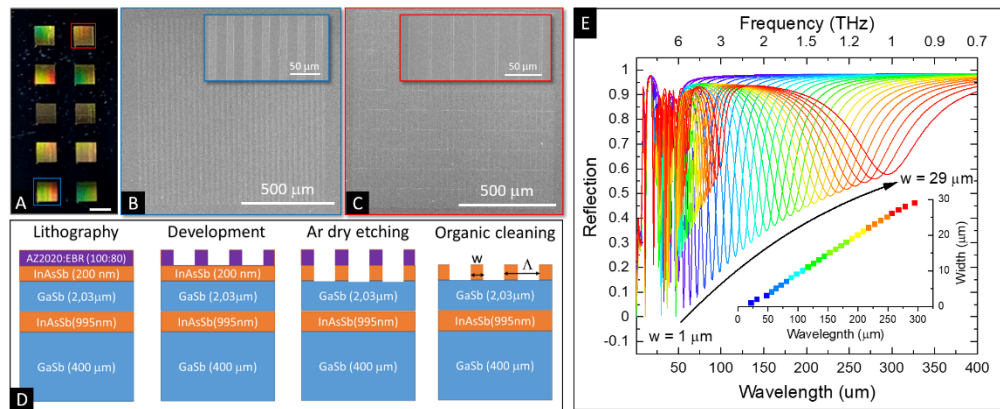 A
B
50 µm
500 µm
C
50 µm
500 µm
D
Lithography
Development
Ar dry etching
Organic cleaning
AZ2020:EBR (100:80)
InAsSb (200 nm)
GaSb (2,03µm)
InAsSb(995nm)
GaSb (400 µm)
InAsSb (200 nm)
GaSb (2,03µm)
InAsSb(995nm)
GaSb (400 µm)
GaSb (2,03µm)
InAsSb(995nm)
GaSb (400 µm)
w
Λ
GaSb (2,03µm)
InAsSb(995nm)
GaSb (400 µm)
E
Frequency (THz)
6 3 2 1.5 1.2 1 0.9 0.7
Reflection
1
0.9
0.8
0.7
0.6
0.5
0.4
0.3
0.2
0.1
0
-0.1
w = 29 µm
w = 1 µm
Width (µm)
30
20
10
0
0 50 100 150 200 250 300
Wavelegnth (µm)
50 100 150 200 250 300 350 400
Wavelength (um)